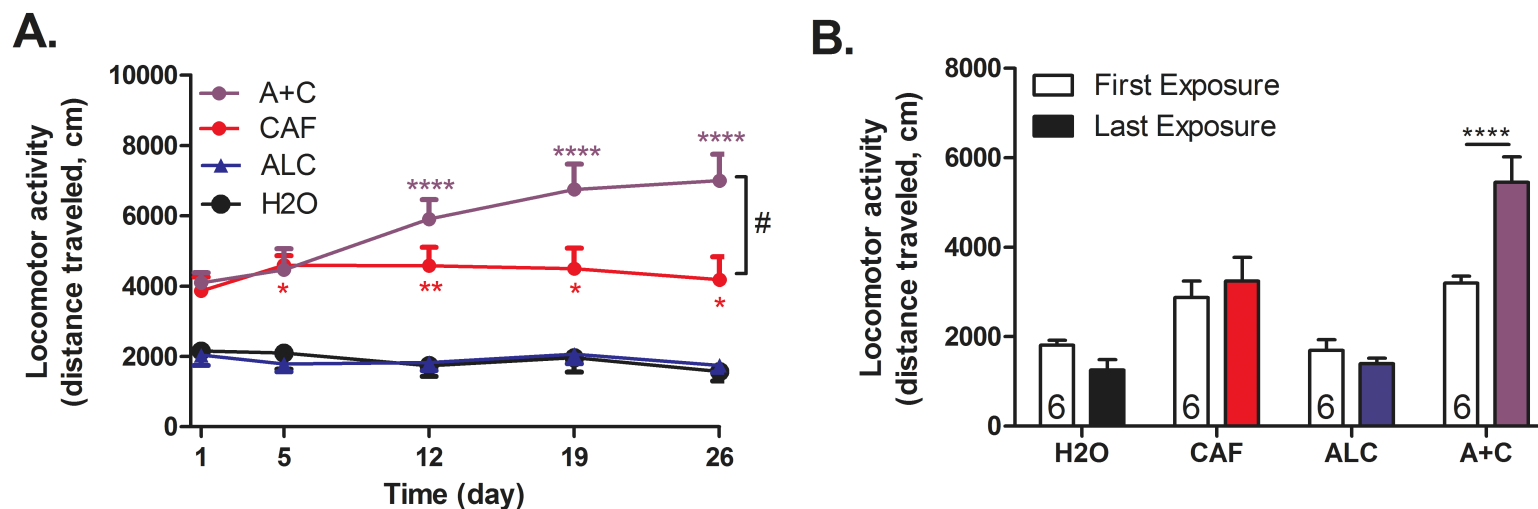 A.
Locomotor activity
(distance traveled, cm)
10000
8000
6000
4000
2000
0
A+C
CAF
ALC
H2O
****
****
****
*
**
*
*
#
1 5 12 19 26
Time (day)
B.
Locomotor activity
(distance traveled, cm)
8000
6000
4000
2000
0
First Exposure
Last Exposure
****
6 6 6 6
H2O CAF ALC A+C